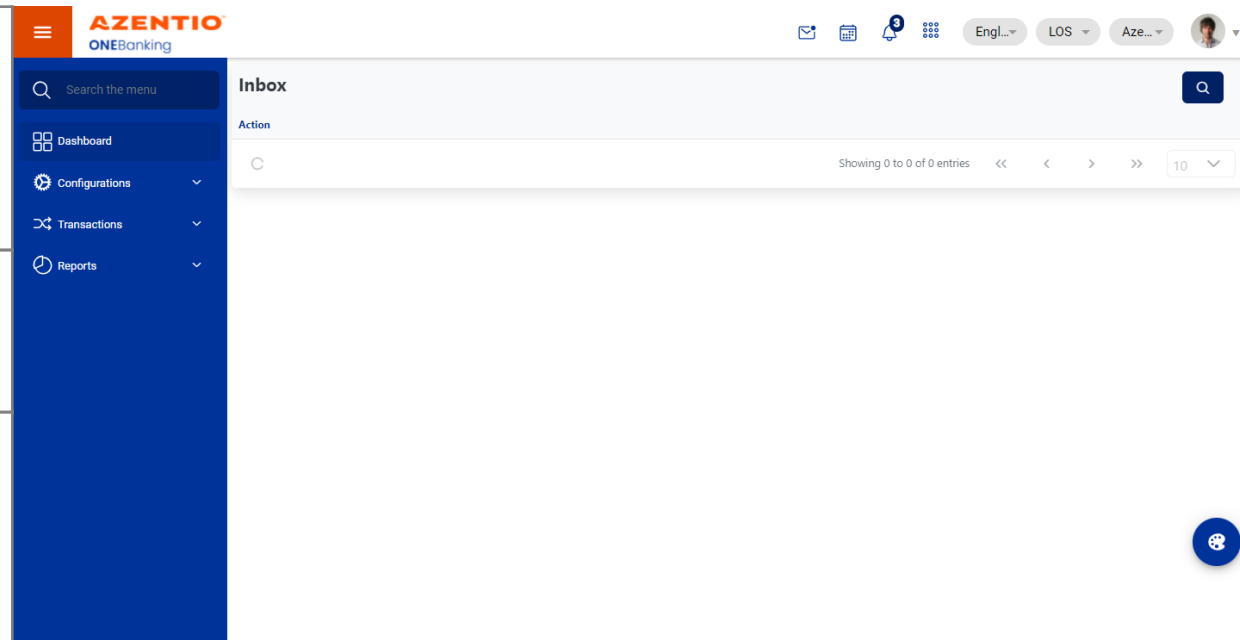 AZENTIO
ONEBanking
3
Engl...
LOS
Aze...
Search the menu
Inbox
Action
Dashboard
Showing 0 to 0 of 0 entries
10
Configurations
Transactions
Reports